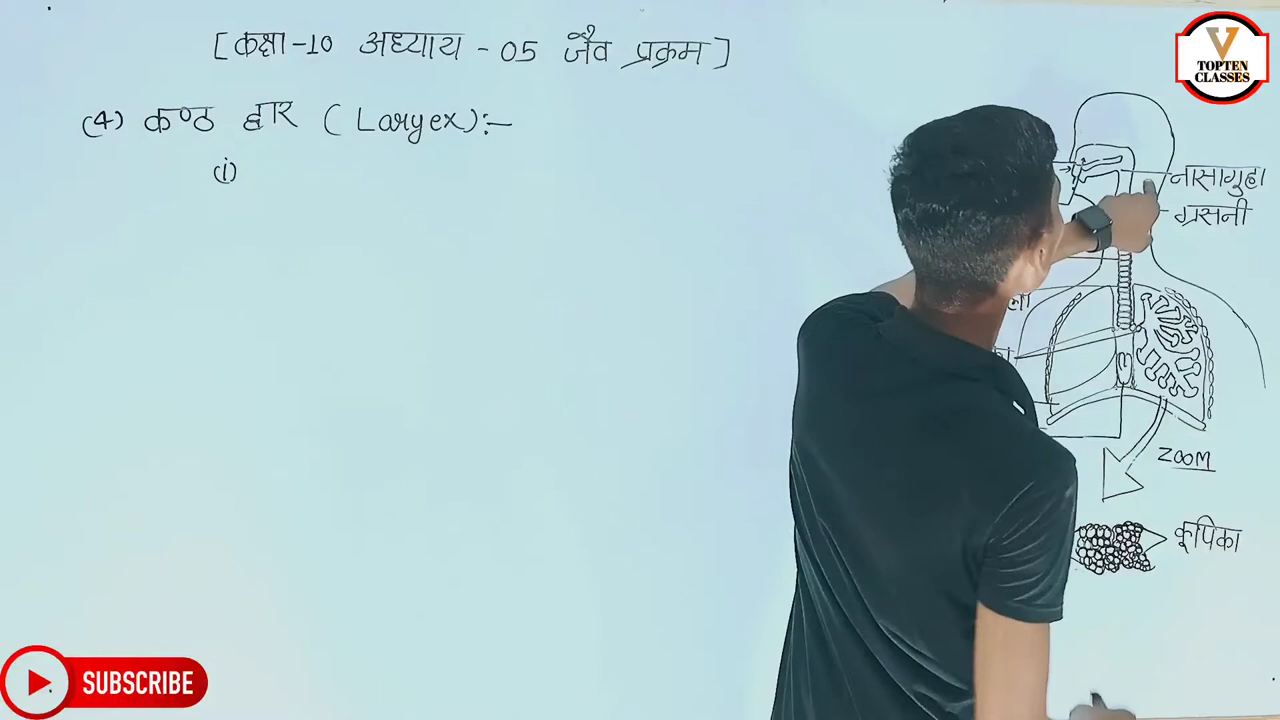 [कक्षा-10 अध्याय - 05 जैव प्रक्रम]
(4) कण्ठ द्वार ( Laryex):-
(i)
नासागुहा
ग्रसनी
ZOOM
कूपिका
V
TOPTEN
CLASSES
SUBSCRIBE